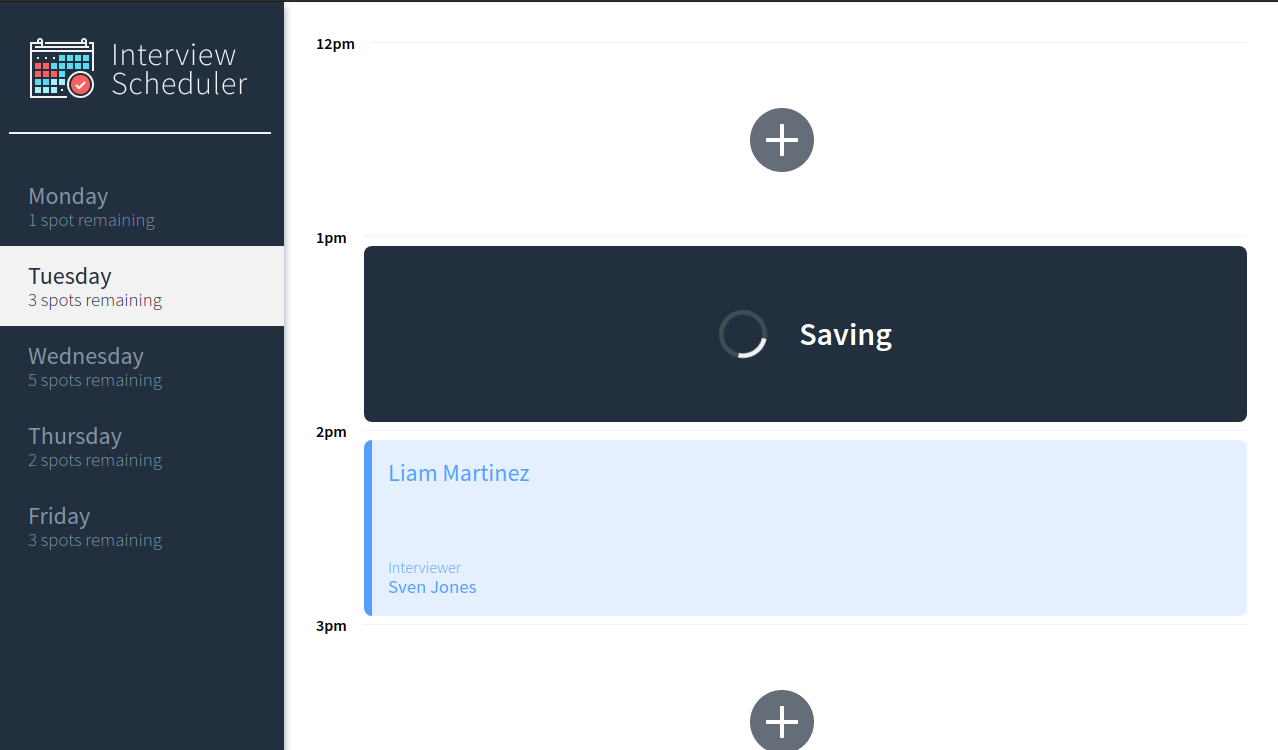 Interview
Scheduler
Monday
1 spot remaining
Tuesday
3 spots remaining
Wednesday
5 spots remaining
Thursday
2 spots remaining
Friday
3 spots remaining
12pm
1pm
Saving
2pm
Liam Martinez
Interviewer
Sven Jones
3pm